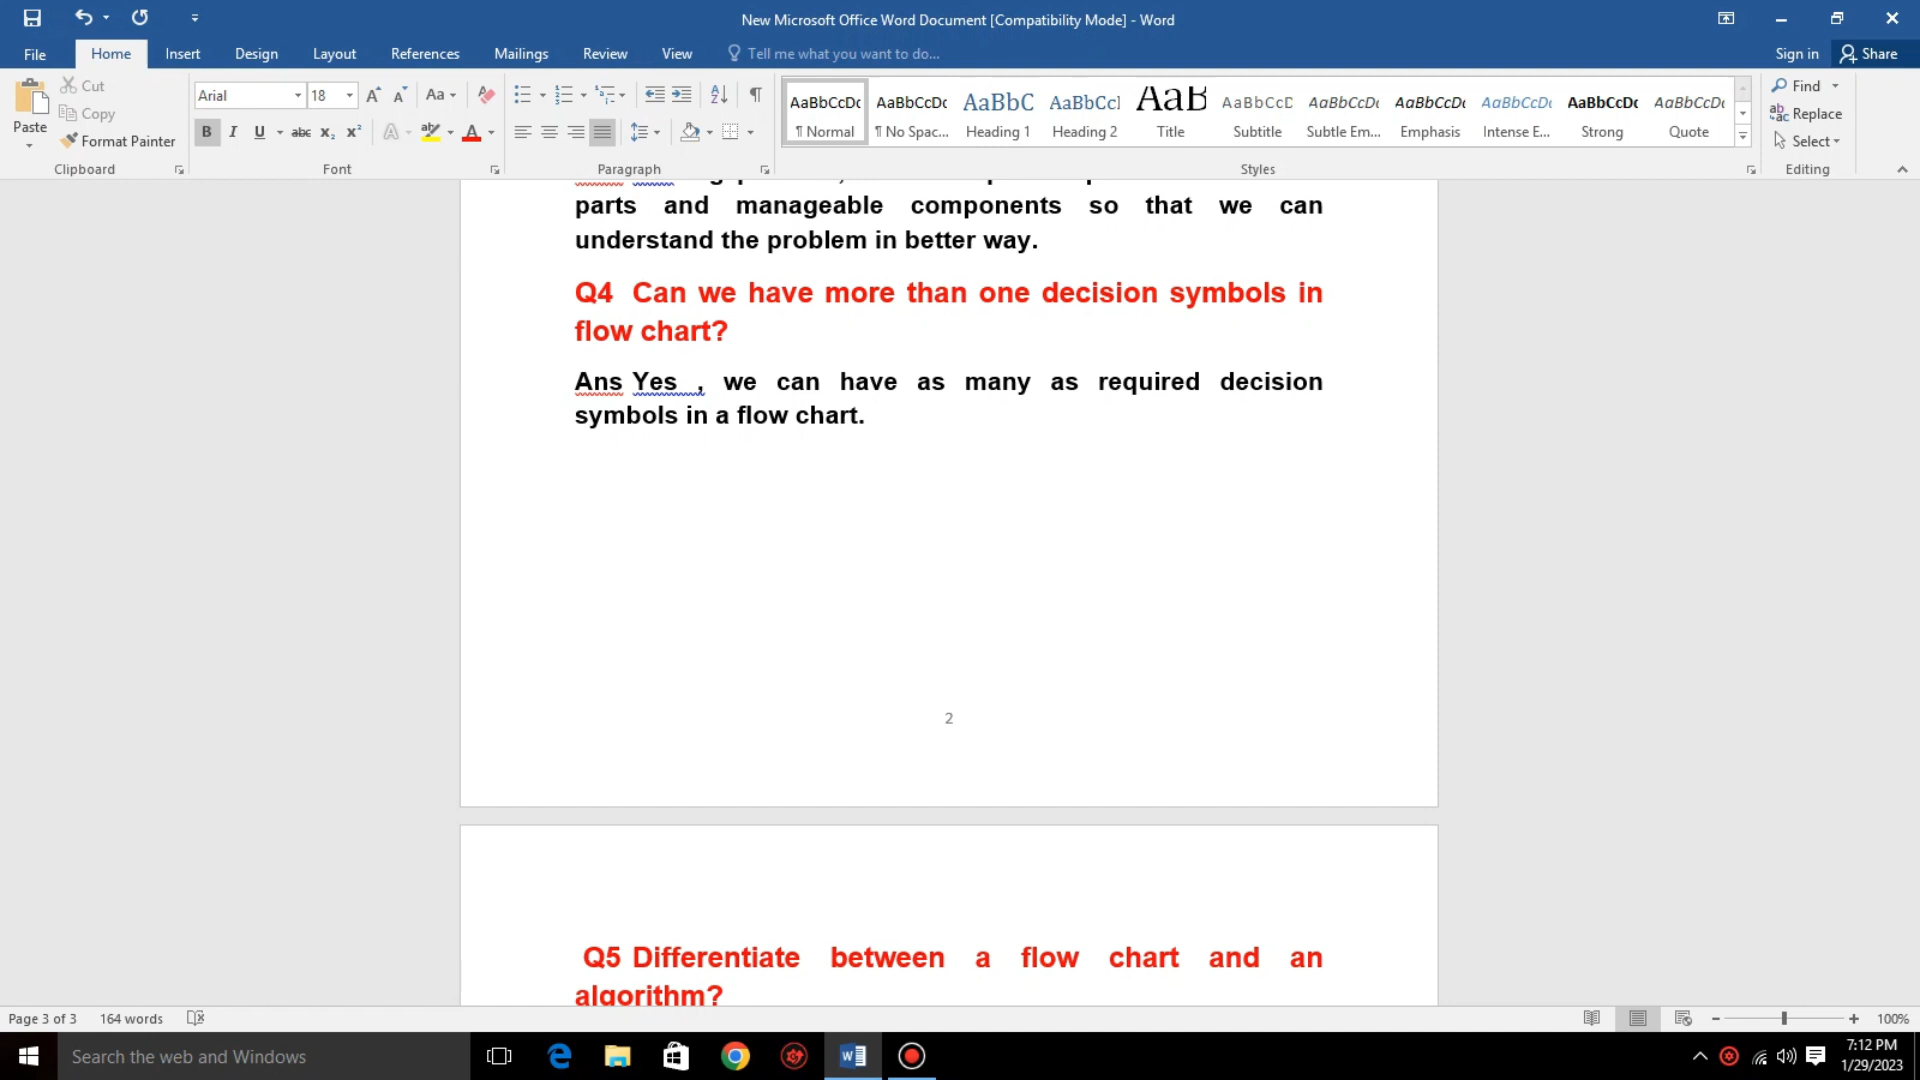 New Microsoft Office Word Document [Compatibility Mode] - Word
File Home Insert Design Layout References Mailings Review View Tell me what you want to do... Sign in Share
Paste Cut Copy Format Painter
Clipboard
Arial 18 Aa
B I U abc x₂ x² A A
Font
Paragraph
AaBbCcDc AaBbCcDc AaBbC AaBbCcl AaB AaBbCcD AaBbCcDc AaBbCcDc AaBbCcDc AaBbCcDc AaBbCcDc
¶ Normal ¶ No Spac... Heading 1 Heading 2 Title Subtitle Subtle Em... Emphasis Intense E... Strong Quote
Styles
Find
Replace
Select
Editing
parts and manageable components so that we can
understand the problem in better way.
Q4 Can we have more than one decision symbols in
flow chart?
Ans Yes , we can have as many as required decision
symbols in a flow chart.
2
Q5 Differentiate between a flow chart and an
algorithm?
Page 3 of 3 164 words 100%
Search the web and Windows
7:12 PM
1/29/2023